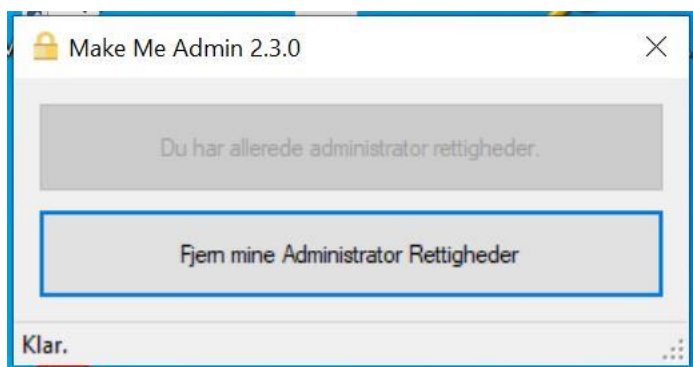 Make Me Admin 2.3.0
Du har allerede administrator rettigheder.
Fjern mine Administrator Rettigheder
Klar.